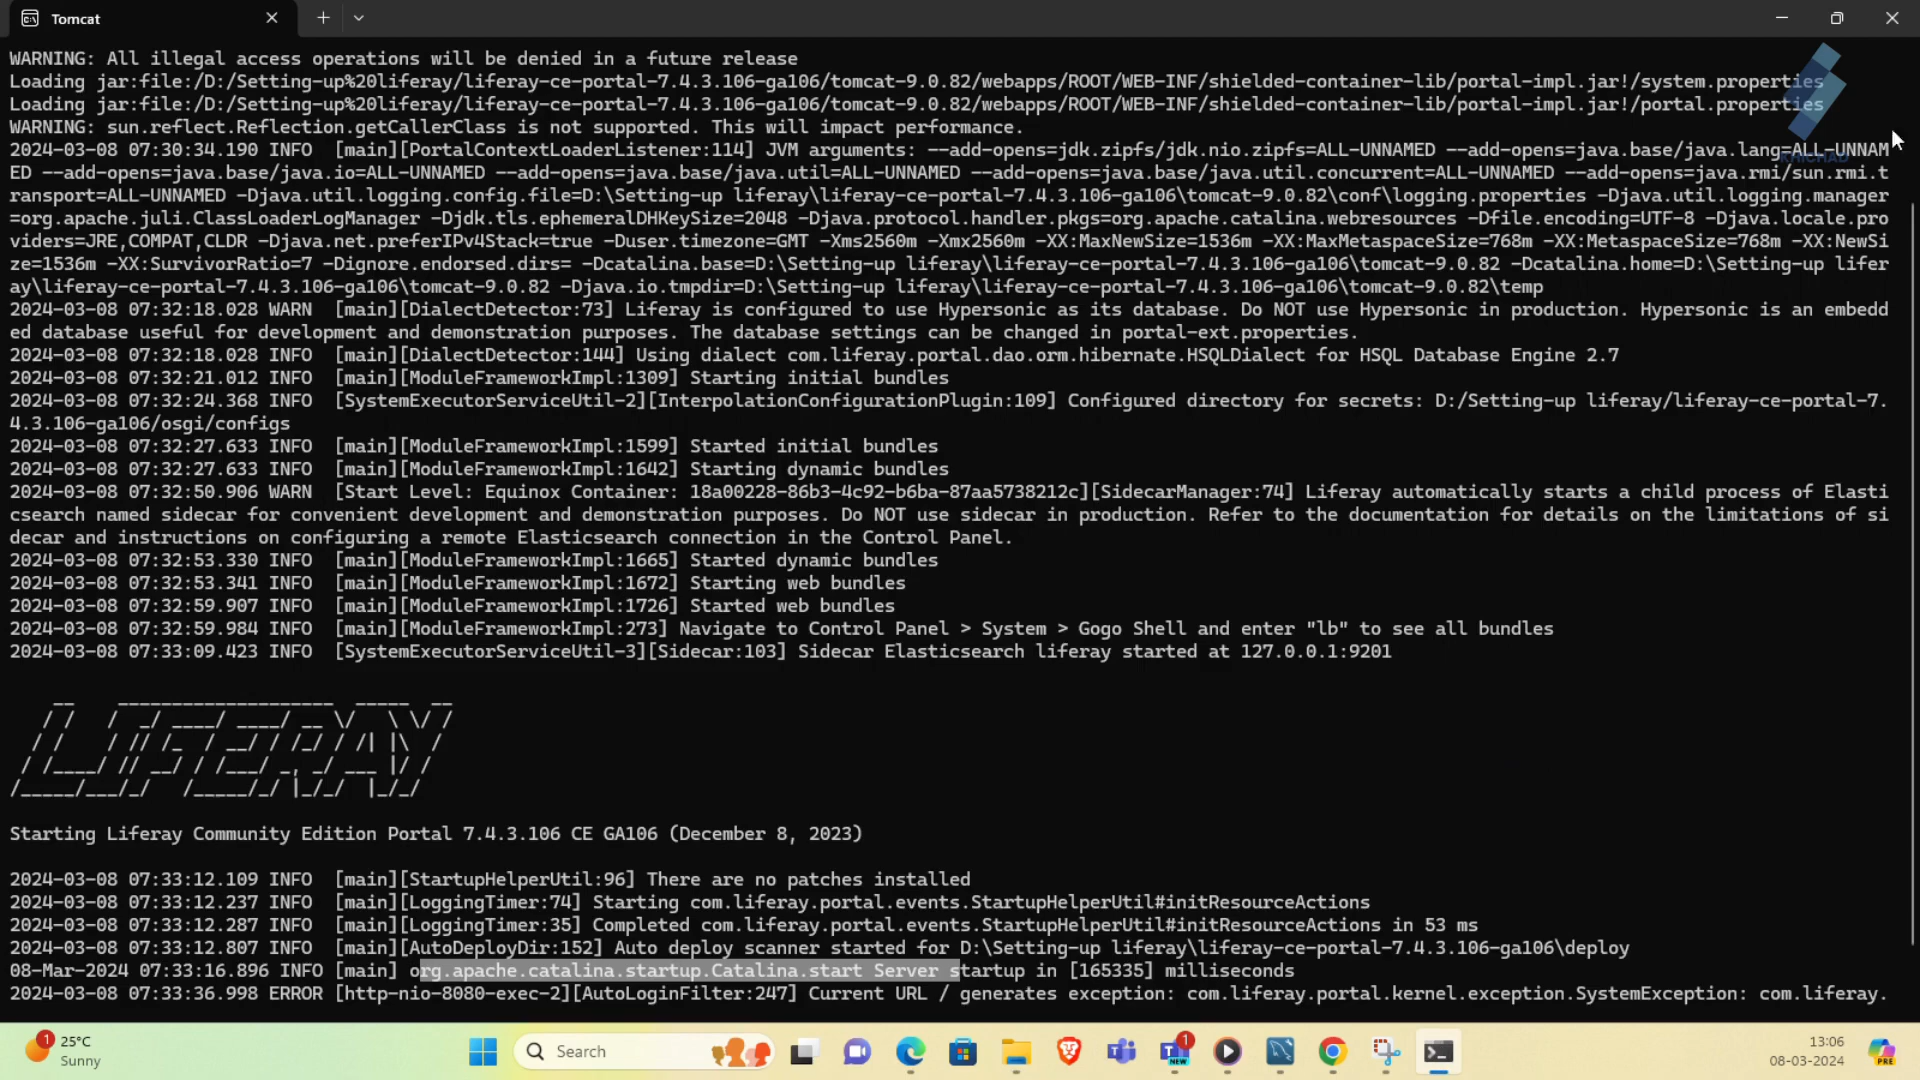 Tomcat
WARNING: All illegal access operations will be denied in a future release
Loading jar:file:/D:/Setting-up%20liferay/liferay-ce-portal-7.4.3.106-ga106/tomcat-9.0.82/webapps/ROOT/WEB-INF/shielded-container-lib/portal-impl.jar!/system.properties
Loading jar:file:/D:/Setting-up%20liferay/liferay-ce-portal-7.4.3.106-ga106/tomcat-9.0.82/webapps/ROOT/WEB-INF/shielded-container-lib/portal-impl.jar!/portal.properties
WARNING: sun.reflect.Reflection.getCallerClass is not supported. This will impact performance.
2024-03-08 07:30:34.190 INFO  [main][PortalContextLoaderListener:114] JVM arguments: --add-opens=jdk.zipfs/jdk.nio.zipfs=ALL-UNNAMED --add-opens=java.base/java.lang=ALL-UNNAM
KHICHAD
ED --add-opens=java.base/java.io=ALL-UNNAMED --add-opens=java.base/java.util=ALL-UNNAMED --add-opens=java.base/java.util.concurrent=ALL-UNNAMED --add-opens=java.rmi/sun.rmi.t
ransport=ALL-UNNAMED -Djava.util.logging.config.file=D:\Setting-up liferay\liferay-ce-portal-7.4.3.106-ga106\tomcat-9.0.82\conf\logging.properties -Djava.util.logging.manager
=org.apache.juli.ClassLoaderLogManager -Djdk.tls.ephemeralDHKeySize=2048 -Djava.protocol.handler.pkgs=org.apache.catalina.webresources -Dfile.encoding=UTF-8 -Djava.locale.pro
viders=JRE,COMPAT,CLDR -Djava.net.preferIPv4Stack=true -Duser.timezone=GMT -Xms2560m -Xmx2560m -XX:MaxNewSize=1536m -XX:MaxMetaspaceSize=768m -XX:MetaspaceSize=768m -XX:NewSi
ze=1536m -XX:SurvivorRatio=7 -Dignore.endorsed.dirs= -Dcatalina.base=D:\Setting-up liferay\liferay-ce-portal-7.4.3.106-ga106\tomcat-9.0.82 -Dcatalina.home=D:\Setting-up lifer
ay\liferay-ce-portal-7.4.3.106-ga106\tomcat-9.0.82 -Djava.io.tmpdir=D:\Setting-up liferay\liferay-ce-portal-7.4.3.106-ga106\tomcat-9.0.82\temp
2024-03-08 07:32:18.028 WARN  [main][DialectDetector:73] Liferay is configured to use Hypersonic as its database. Do NOT use Hypersonic in production. Hypersonic is an embedd
ed database useful for development and demonstration purposes. The database settings can be changed in portal-ext.properties.
2024-03-08 07:32:18.028 INFO  [main][DialectDetector:144] Using dialect com.liferay.portal.dao.orm.hibernate.HSQLDialect for HSQL Database Engine 2.7
2024-03-08 07:32:21.012 INFO  [main][ModuleFrameworkImpl:1309] Starting initial bundles
2024-03-08 07:32:24.368 INFO  [SystemExecutorServiceUtil-2][InterpolationConfigurationPlugin:109] Configured directory for secrets: D:/Setting-up liferay/liferay-ce-portal-7.
4.3.106-ga106/osgi/configs
2024-03-08 07:32:27.633 INFO  [main][ModuleFrameworkImpl:1599] Started initial bundles
2024-03-08 07:32:27.633 INFO  [main][ModuleFrameworkImpl:1642] Starting dynamic bundles
2024-03-08 07:32:50.906 WARN  [Start Level: Equinox Container: 18a00228-86b3-4c92-b6ba-87aa5738212c][SidecarManager:74] Liferay automatically starts a child process of Elasti
csearch named sidecar for convenient development and demonstration purposes. Do NOT use sidecar in production. Refer to the documentation for details on the limitations of si
decar and instructions on configuring a remote Elasticsearch connection in the Control Panel.
2024-03-08 07:32:53.330 INFO  [main][ModuleFrameworkImpl:1665] Started dynamic bundles
2024-03-08 07:32:53.341 INFO  [main][ModuleFrameworkImpl:1672] Starting web bundles
2024-03-08 07:32:59.907 INFO  [main][ModuleFrameworkImpl:1726] Started web bundles
2024-03-08 07:32:59.984 INFO  [main][ModuleFrameworkImpl:273] Navigate to Control Panel > System > Gogo Shell and enter "lb" to see all bundles
2024-03-08 07:33:09.423 INFO  [SystemExecutorServiceUtil-3][Sidecar:103] Sidecar Elasticsearch liferay started at 127.0.0.1:9201
LIFERAY
Starting Liferay Community Edition Portal 7.4.3.106 CE GA106 (December 8, 2023)
2024-03-08 07:33:12.109 INFO  [main][StartupHelperUtil:96] There are no patches installed
2024-03-08 07:33:12.237 INFO  [main][LoggingTimer:74] Starting com.liferay.portal.events.StartupHelperUtil#initResourceActions
2024-03-08 07:33:12.287 INFO  [main][LoggingTimer:35] Completed com.liferay.portal.events.StartupHelperUtil#initResourceActions in 53 ms
2024-03-08 07:33:12.807 INFO  [main][AutoDeployDir:152] Auto deploy scanner started for D:\Setting-up liferay\liferay-ce-portal-7.4.3.106-ga106\deploy
08-Mar-2024 07:33:16.896 INFO [main] org.apache.catalina.startup.Catalina.start Server startup in [165335] milliseconds
2024-03-08 07:33:36.998 ERROR [http-nio-8080-exec-2][AutoLoginFilter:247] Current URL / generates exception: com.liferay.portal.kernel.exception.SystemException: com.liferay.
1
25°C
Sunny
Search
1
NEW
13:06
08-03-2024
PRE